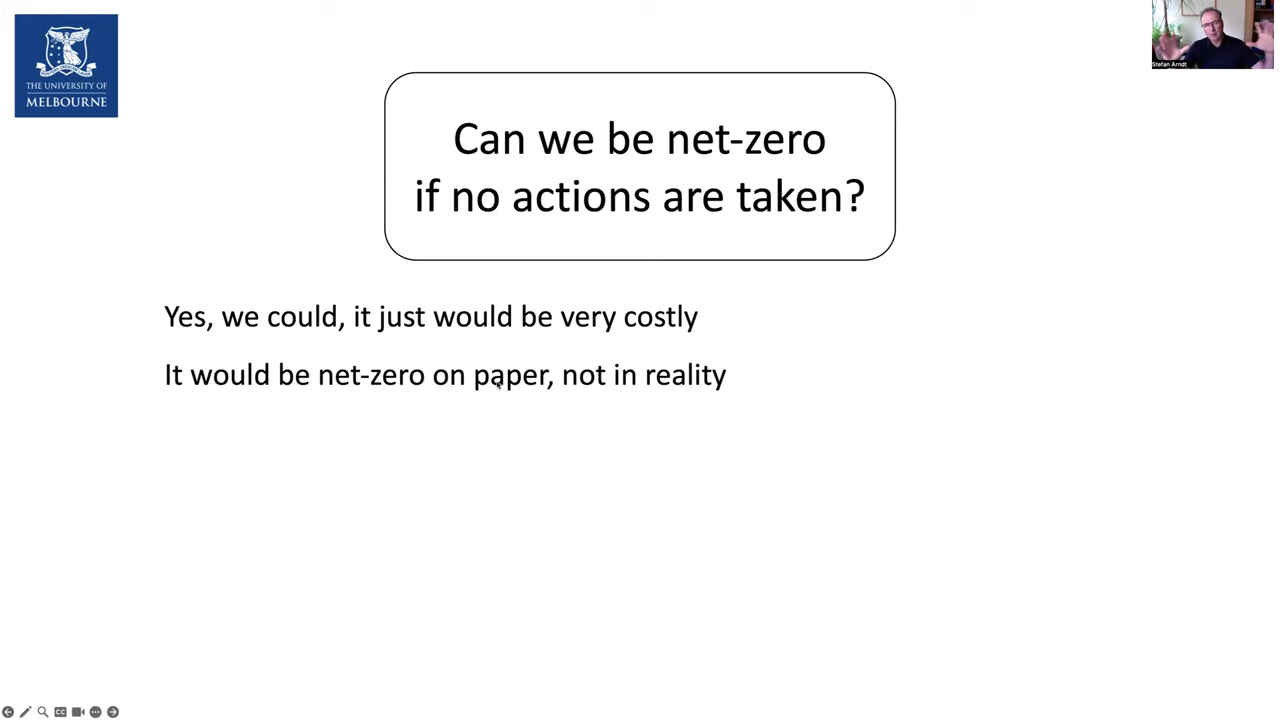 THE UNIVERSITY OF
MELBOURNE
Stefan Arndt
Can we be net-zero
if no actions are taken?
Yes, we could, it just would be very costly
It would be net-zero on paper, not in reality
CC